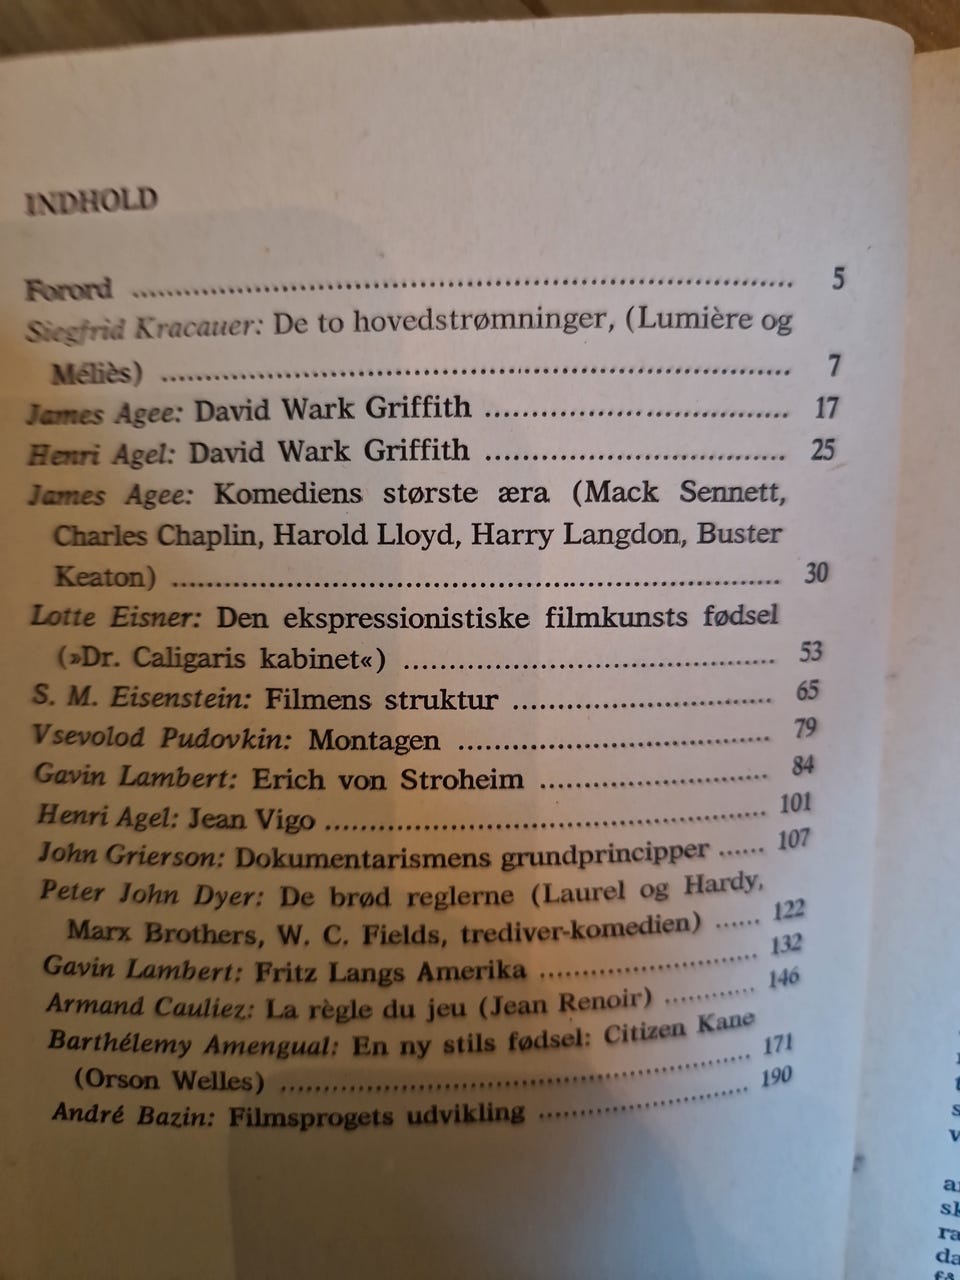 INDHOLD
Forord ........ 5
Siegfrid Kracauer: De to hovedstrømninger, (Lumière og
Méliès) ........ 7
James Agee: David Wark Griffith ........ 17
Henri Agel: David Wark Griffith ........ 25
James Agee: Komediens største æra (Mack Sennett,
Charles Chaplin, Harold Lloyd, Harry Langdon, Buster
Keaton) ........ 30
Lotte Eisner: Den ekspressionistiske filmkunsts fødsel
(»Dr. Caligaris kabinet«) ........ 53
S. M. Eisenstein: Filmens struktur ........ 65
Vsevolod Pudovkin: Montagen ........ 79
Gavin Lambert: Erich von Stroheim ........ 84
Henri Agel: Jean Vigo ........ 101
John Grierson: Dokumentarismens grundprincipper ...... 107
Peter John Dyer: De brød reglerne (Laurel og Hardy,
Marx Brothers, W. C. Fields, trediver-komedien) ...... 122
Gavin Lambert: Fritz Langs Amerika ........ 132
Armand Cauliez: La règle du jeu (Jean Renoir) ........ 146
Barthélemy Amengual: En ny stils fødsel: Citizen Kane
(Orson Welles) ........ 171
André Bazin: Filmsprogets udvikling ........ 190